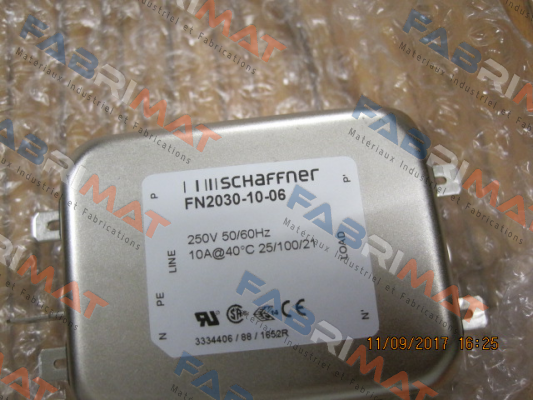 SCHAFFNER
FN2030-10-06
250V 50/60Hz
10A@40°C 25/100/21
P
LINE
PE
N
P'
LOAD
N'
3334406 / 88 / 1652R
11/09/2017 16:25
FABRIMAT
Materiaux Industriel et Fabrications